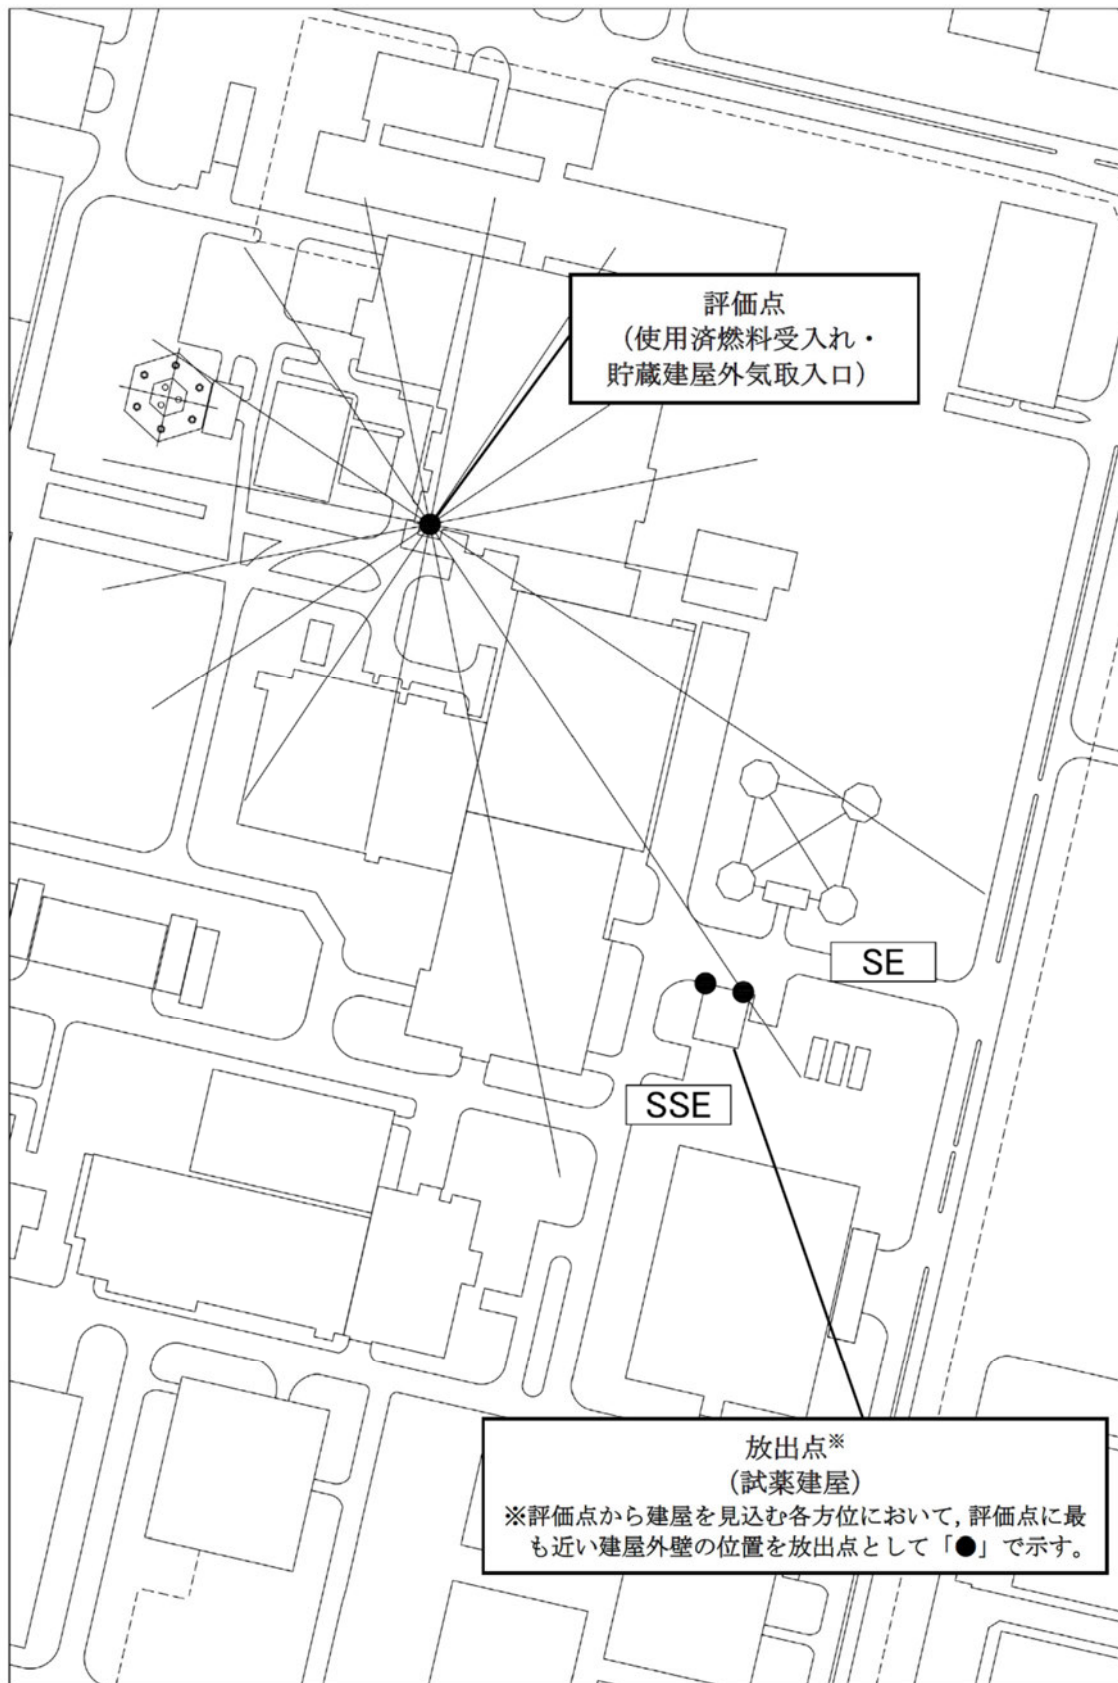 評価点
(使用済燃料受入れ・
貯蔵建屋外気取入口)
SE
SSE
放出点※
(試薬建屋)
※評価点から建屋を見込む各方位において,評価点に最
も近い建屋外壁の位置を放出点として「●」で示す。